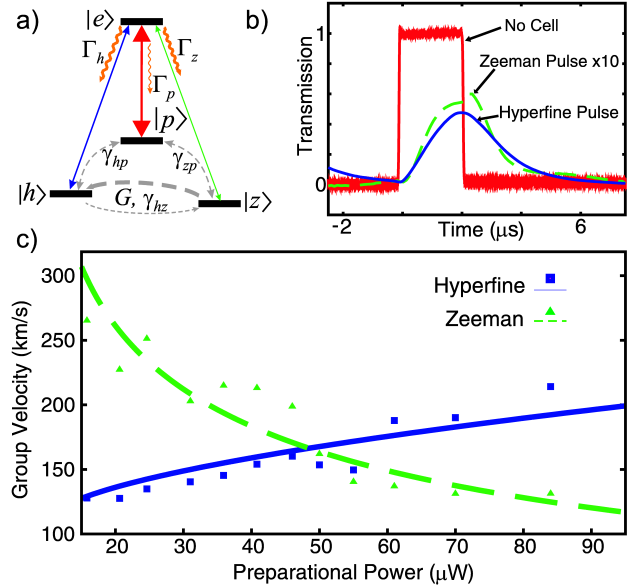 a)
|e⟩
Γh
Γz
Γp
|p⟩
γhp
γzp
|h⟩
G, γhz
|z⟩
b)
Transmission
1
0
No Cell
Zeeman Pulse x10
Hyperfine Pulse
-2
Time (μs)
6
c)
Group Velocity (km/s)
300
250
200
150
100
Hyperfine
Zeeman
20 30 40 50 60 70 80 90
Preparational Power (μW)